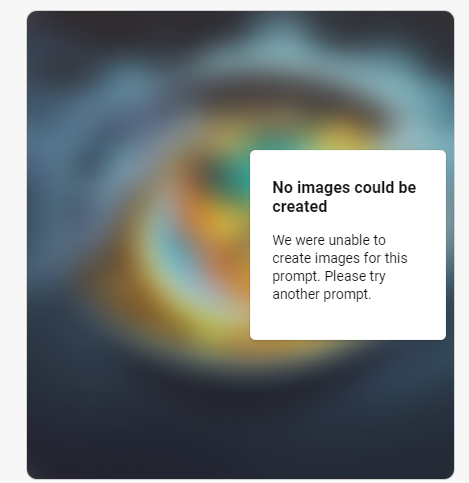 No images could be
created
We were unable to
create images for this
prompt. Please try
another prompt.